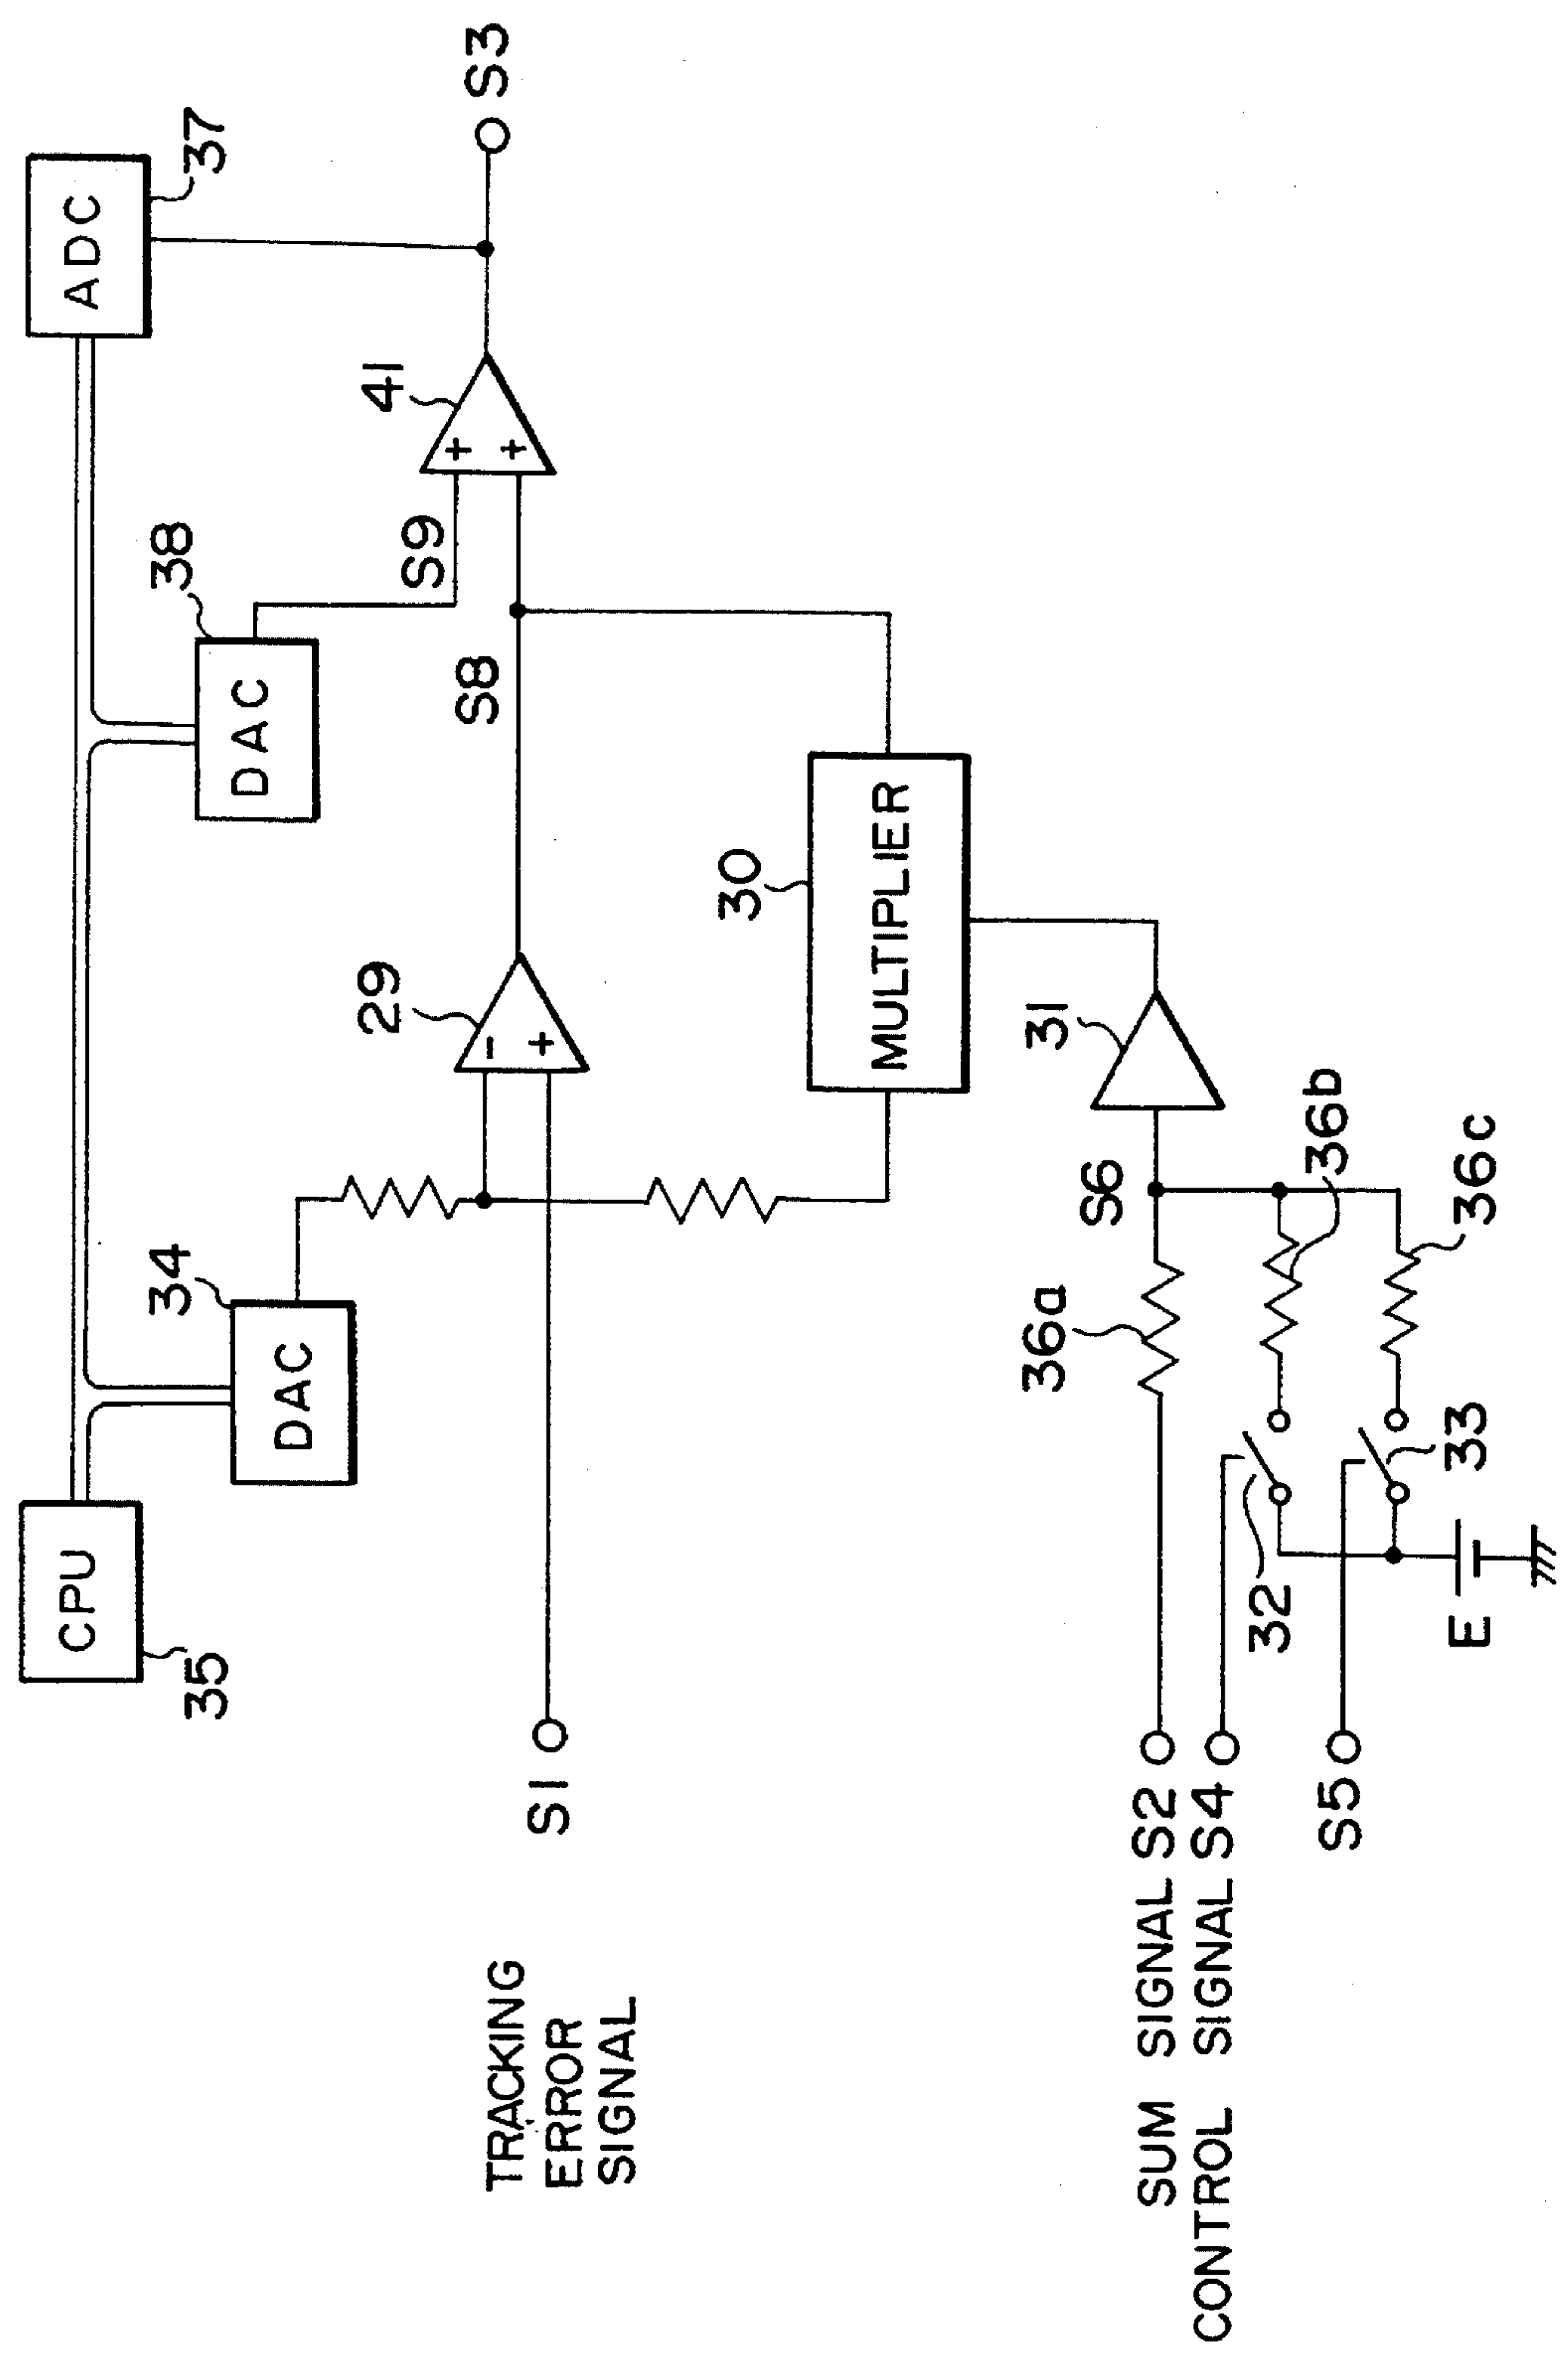 CPU
35
DAC
34
DAC
38
ADC
37
TRACKING
ERROR
SIGNAL
S1
-
+
29
S8
S9
+
+
41
S3
MULTIPLIER
30
31
SUM SIGNAL S2
CONTROL SIGNAL S4
S5
36a
S6
36b
36c
32
33
E